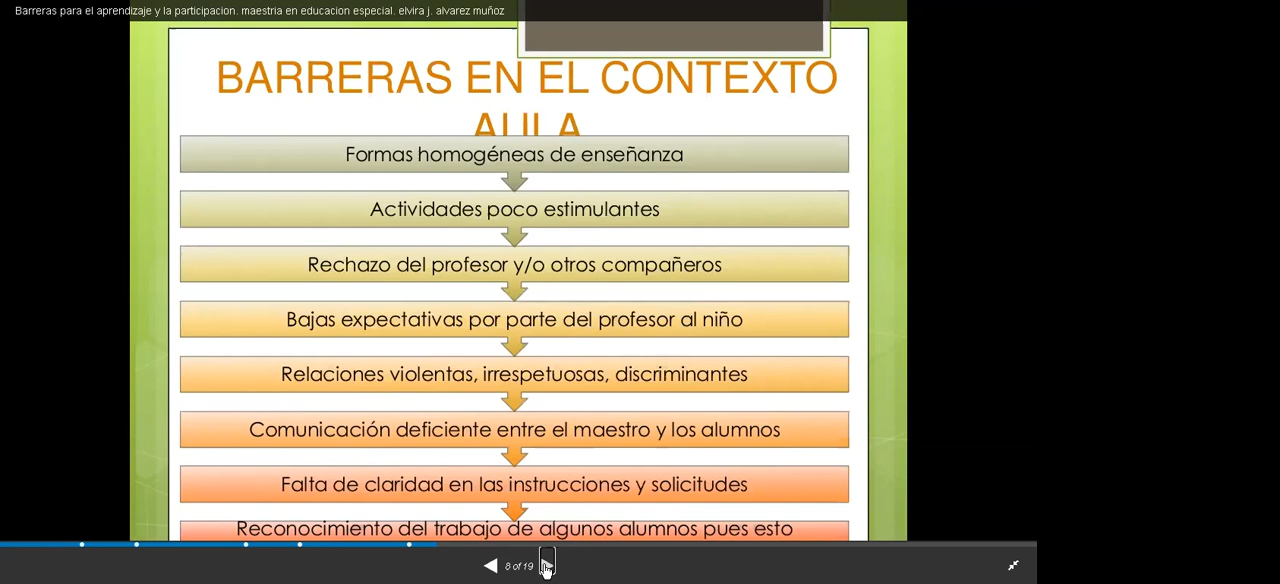 Barreras para el aprendizaje y la participacion. maestria en educacion especial. elvira j. alvarez muñoz
BARRERAS EN EL CONTEXTO
AULA
Formas homogéneas de enseñanza
Actividades poco estimulantes
Rechazo del profesor y/o otros compañeros
Bajas expectativas por parte del profesor al niño
Relaciones violentas, irrespetuosas, discriminantes
Comunicación deficiente entre el maestro y los alumnos
Falta de claridad en las instrucciones y solicitudes
Reconocimiento del trabajo de algunos alumnos pues esto
8 of 19